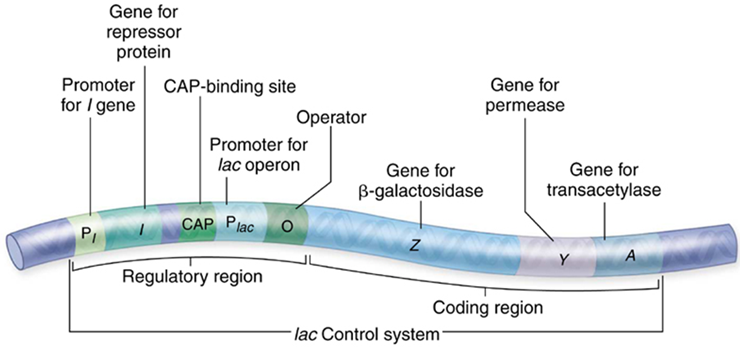 Gene for
repressor
protein
Promoter
for I gene
CAP-binding site
Promoter for
lac operon
Operator
Gene for
β-galactosidase
Gene for
permease
Gene for
transacetylase
PI
I
CAP
Plac
O
Z
Y
A
Regulatory region
Coding region
lac Control system